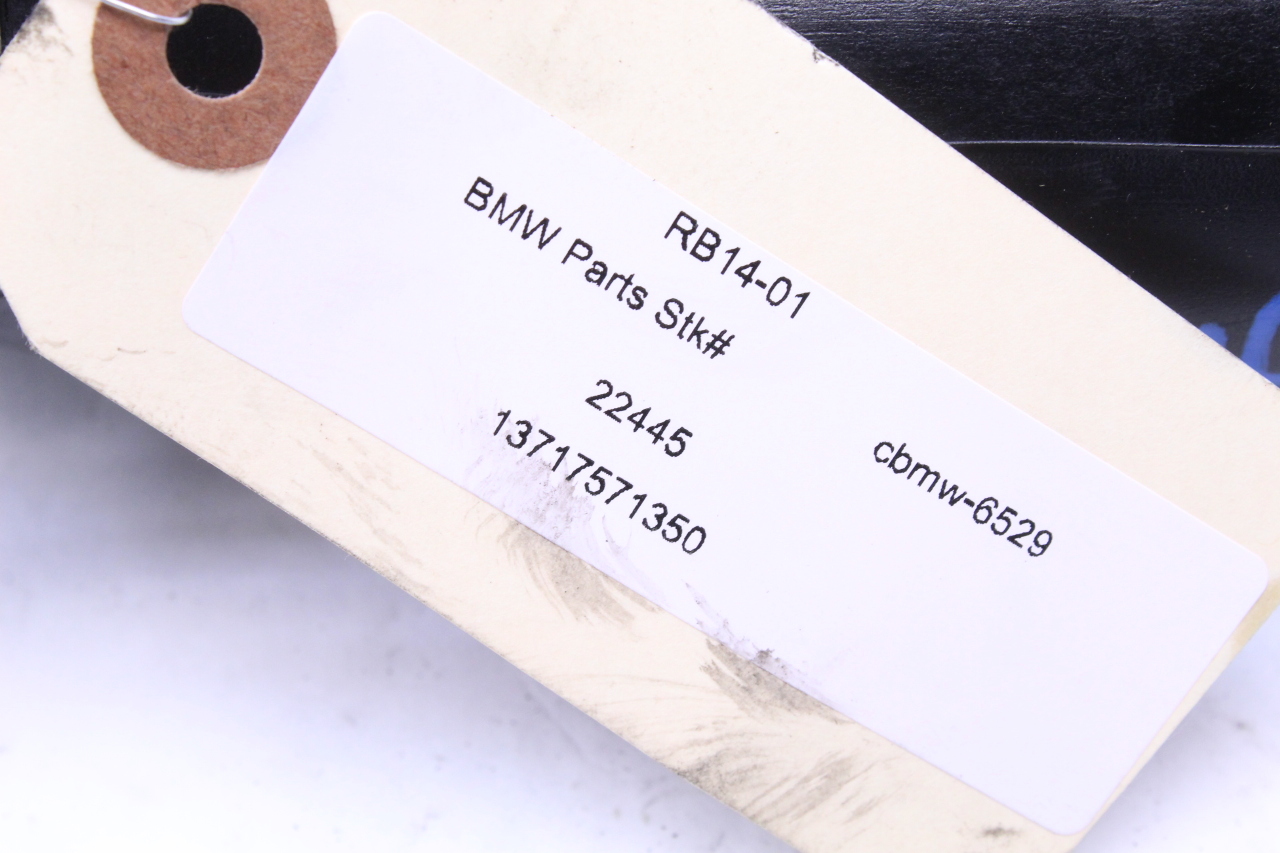 RB14-01
BMW Parts Stk#
22445
cbmw-6529
13717571350